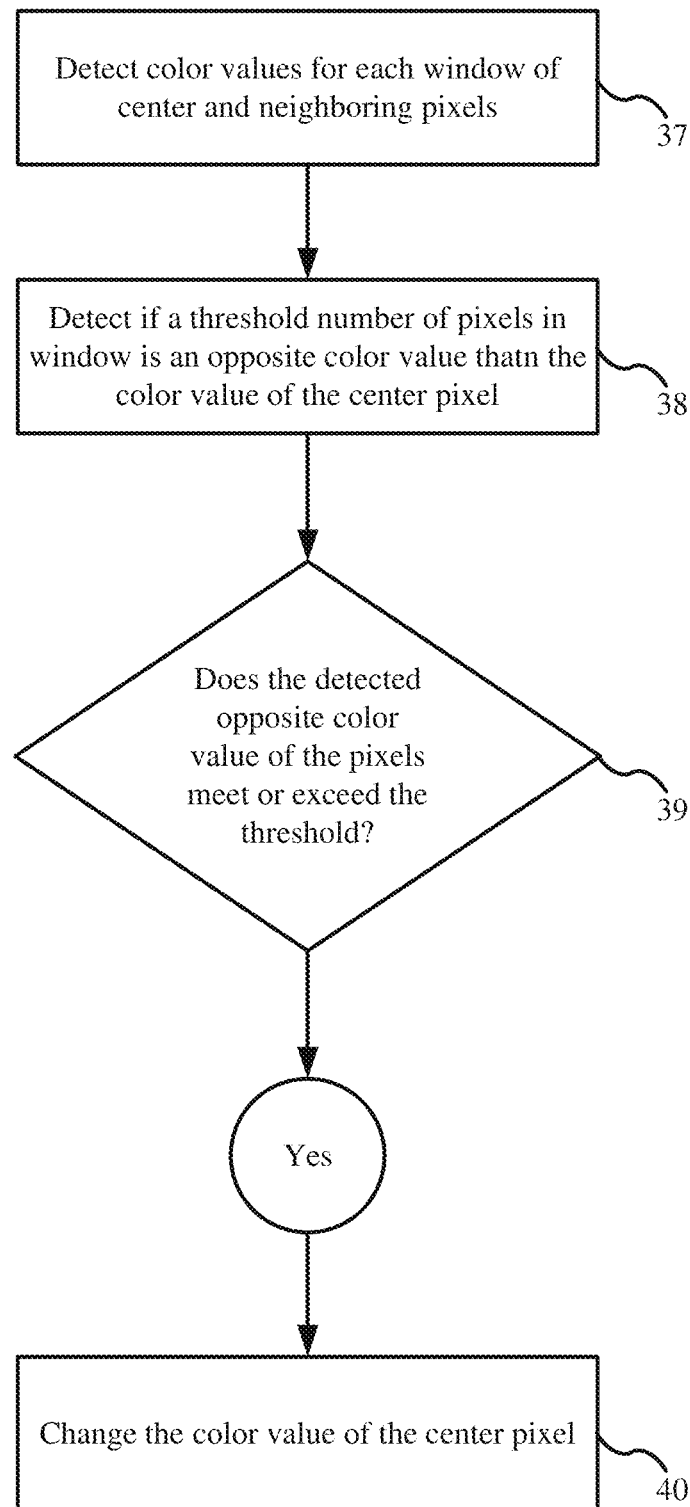 Detect color values for each window of
center and neighboring pixels
37
Detect if a threshold number of pixels in
window is an opposite color value thatn the
color value of the center pixel
38
Does the detected
opposite color
value of the pixels
meet or exceed the
threshold?
39
Yes
Change the color value of the center pixel
40